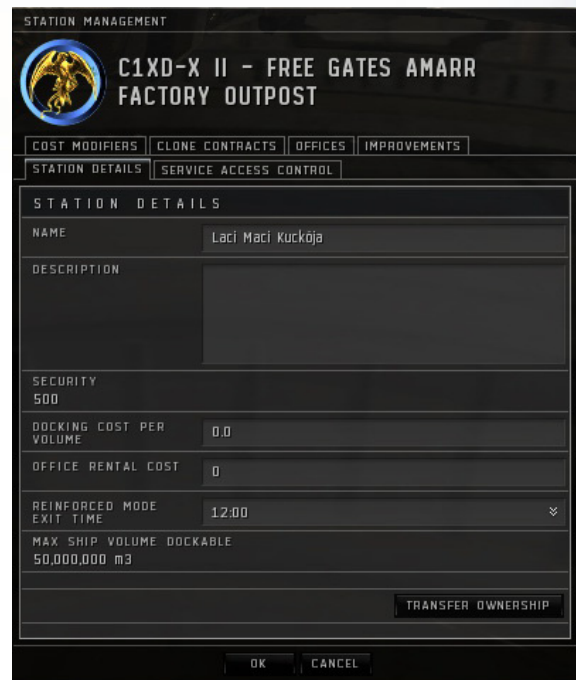 STATION MANAGEMENT
C1XD-X II - FREE GATES AMARR
FACTORY OUTPOST
COST MODIFIERS CLONE CONTRACTS OFFICES IMPROVEMENTS
STATION DETAILS SERVICE ACCESS CONTROL
STATION DETAILS
NAME Laci Maci Kuckója
DESCRIPTION
SECURITY
500
DOCKING COST PER
VOLUME 0.0
OFFICE RENTAL COST 0
REINFORCED MODE
EXIT TIME 12:00
MAX SHIP VOLUME DOCKABLE
50,000,000 m3
TRANSFER OWNERSHIP
OK CANCEL